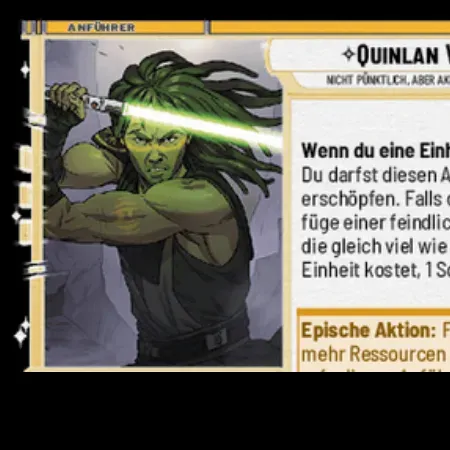 ANFÜHRER
QUINLAN
NICHT PÜNKTLICH, ABER
Wenn du eine Einh
Du darfst diesen A
erschöpfen. Falls
füge einer feindlic
die gleich viel wie
Einheit kostet, 1 S
Epische Aktion: F
mehr Ressourcen